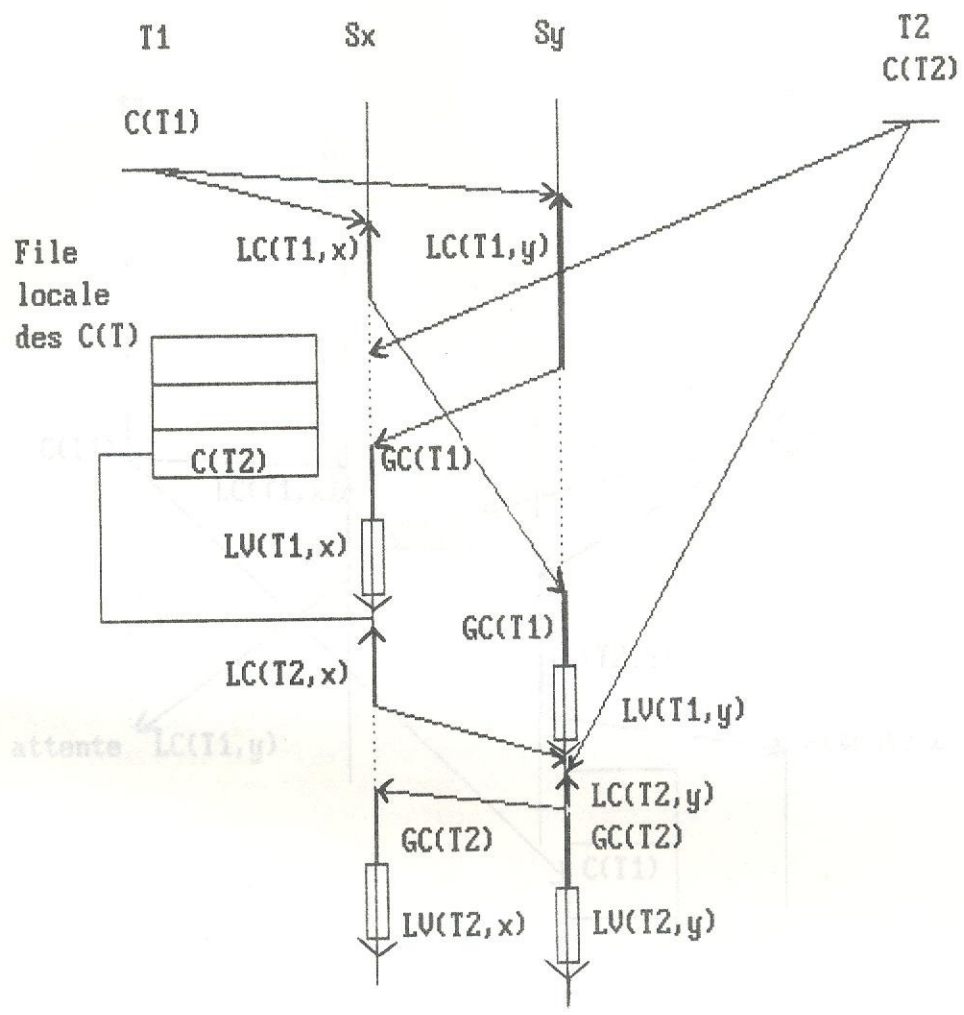 T1
Sx
Sy
T2
C(T2)
C(T1)
LC(T1,x)
LC(T1,y)
File
locale
des C(T)
C(T2)
GC(T1)
LV(T1,x)
GC(T1)
LC(T2,x)
LV(T1,y)
attente LC(T1,y)
LC(T2,y)
GC(T2)
GC(T2)
C(T1)
LV(T2,x)
LV(T2,y)